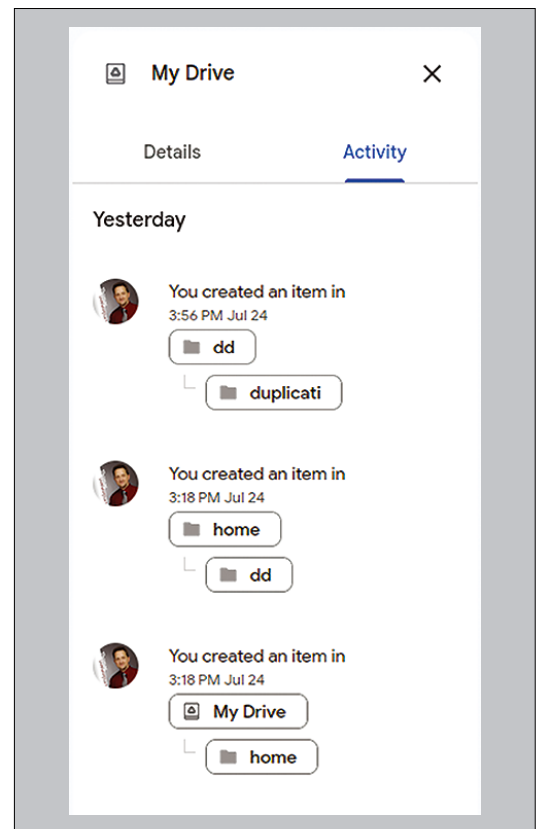 My Drive
Details
Activity
Yesterday
You created an item in
3:56 PM Jul 24
dd
duplicati
You created an item in
3:18 PM Jul 24
home
dd
You created an item in
3:18 PM Jul 24
My Drive
home